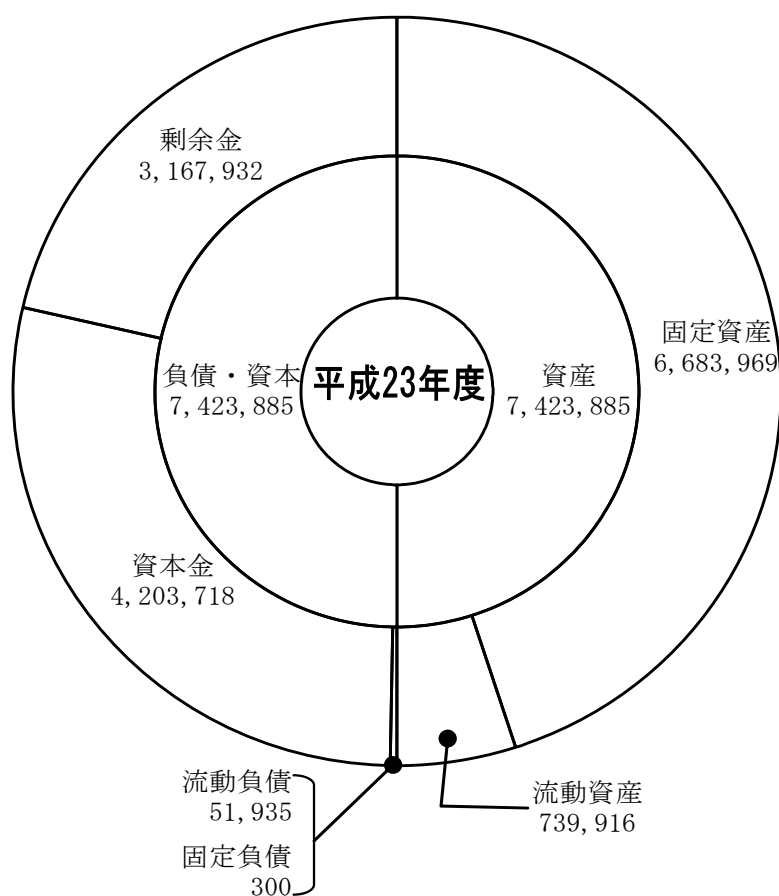 剰余金
3,167,932
固定資産
6,683,969
負債・資本
7,423,885
平成23年度
資産
7,423,885
資本金
4,203,718
流動負債
51,935
固定負債
300
流動資産
739,916